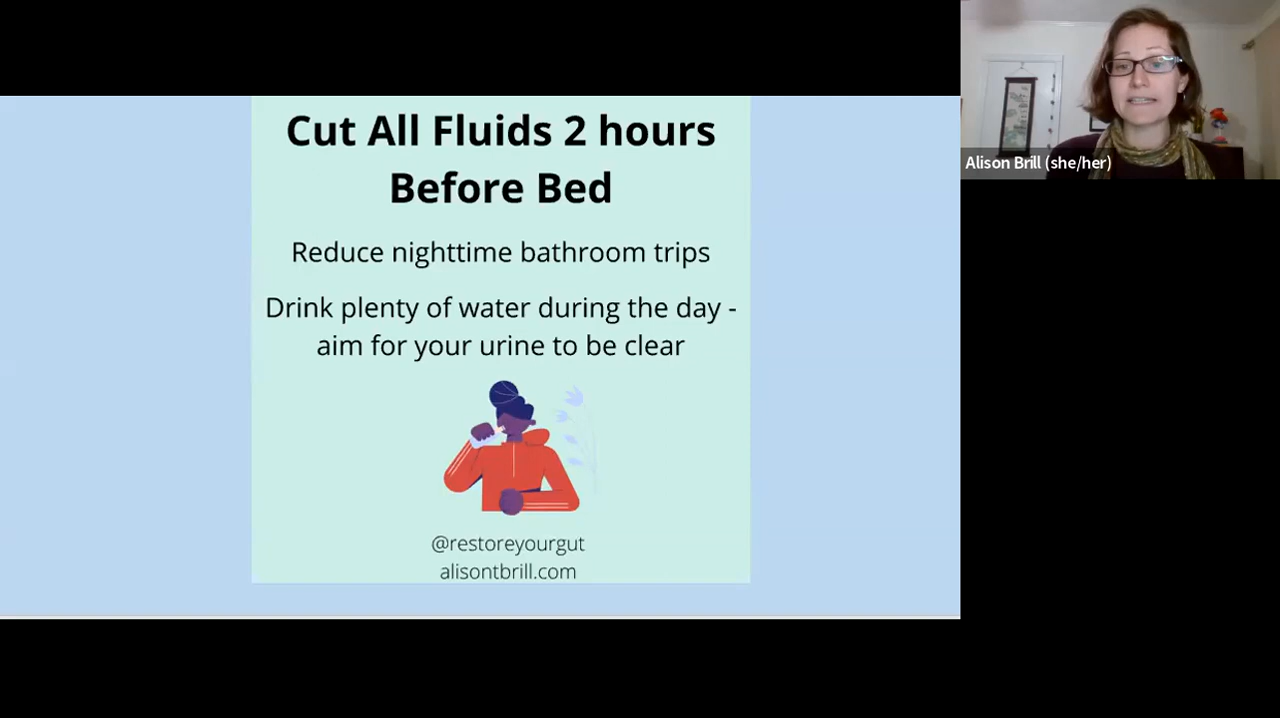 Cut All Fluids 2 hours
Before Bed
Reduce nighttime bathroom trips
Drink plenty of water during the day -
aim for your urine to be clear
@restoreyourgut
alisontbrill.com
Alison Brill (she/her)